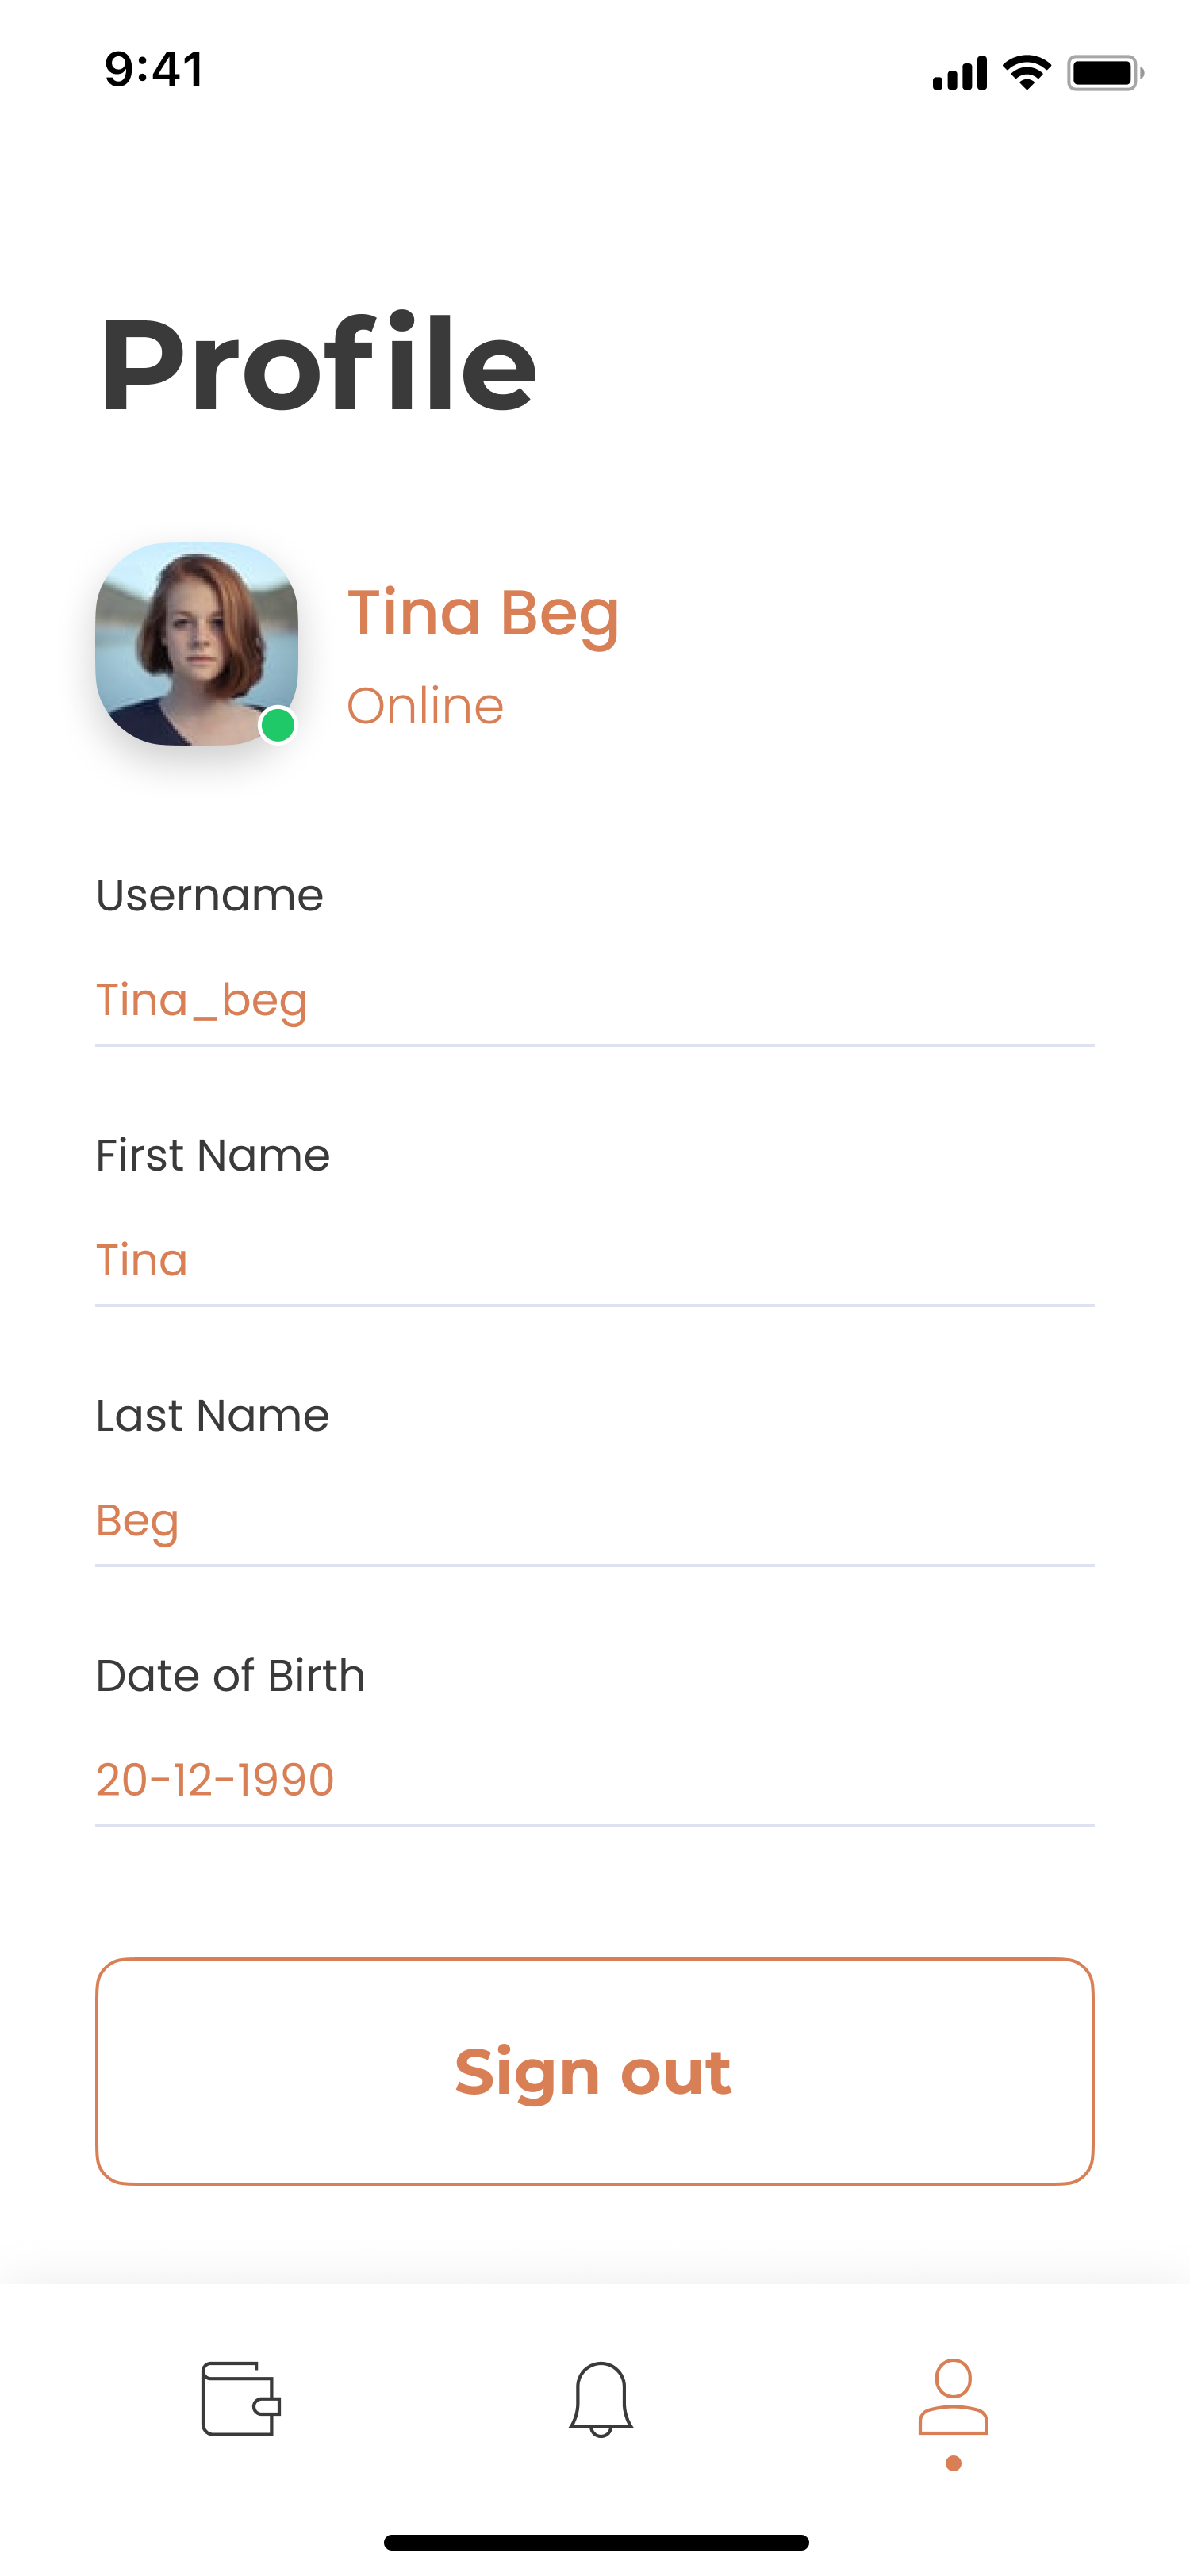 9:41
Profile
Tina Beg
Online
Username
Tina_beg
First Name
Tina
Last Name
Beg
Date of Birth
20-12-1990
Sign out